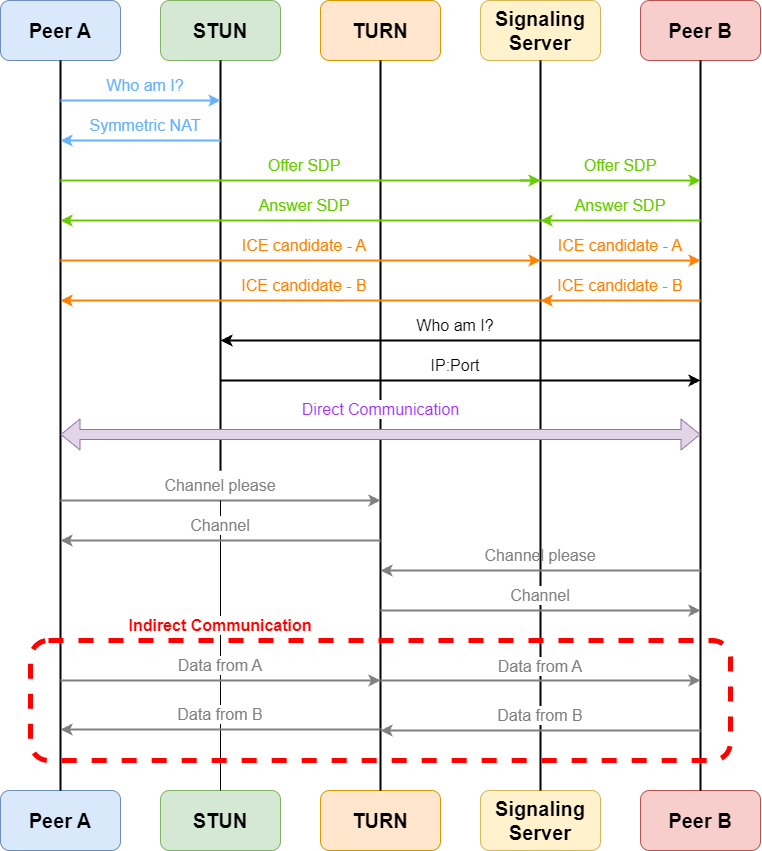 Peer A
STUN
TURN
Signaling
Server
Peer B
Who am I?
Symmetric NAT
Offer SDP
Offer SDP
Answer SDP
Answer SDP
ICE candidate - A
ICE candidate - A
ICE candidate - B
ICE candidate - B
Who am I?
IP:Port
Direct Communication
Channel please
Channel
Channel please
Channel
Indirect Communication
Data from A
Data from A
Data from B
Data from B
Peer A
STUN
TURN
Signaling
Server
Peer B